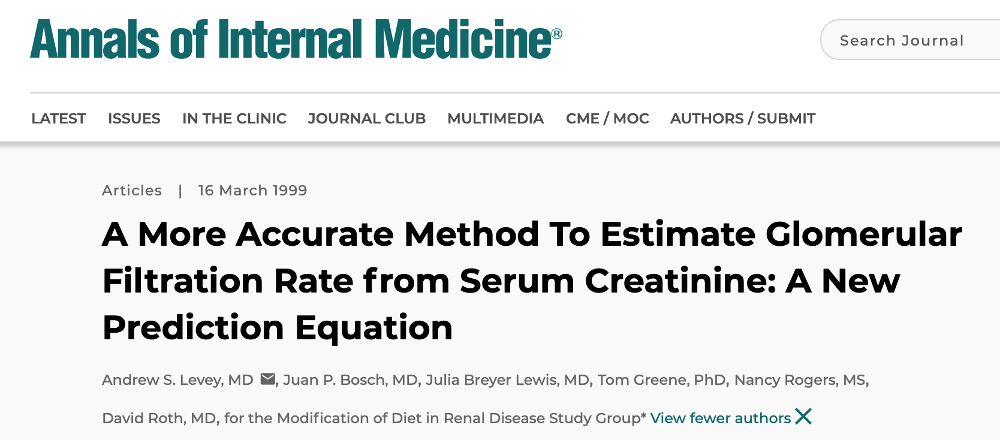 Annals of Internal Medicine®
Search Journal
LATEST ISSUES IN THE CLINIC JOURNAL CLUB MULTIMEDIA CME / MOC AUTHORS / SUBMIT
Articles | 16 March 1999
A More Accurate Method To Estimate Glomerular
Filtration Rate from Serum Creatinine: A New
Prediction Equation
Andrew S. Levey, MD, Juan P. Bosch, MD, Julia Breyer Lewis, MD, Tom Greene, PhD, Nancy Rogers, MS,
David Roth, MD, for the Modification of Diet in Renal Disease Study Group* View fewer authors